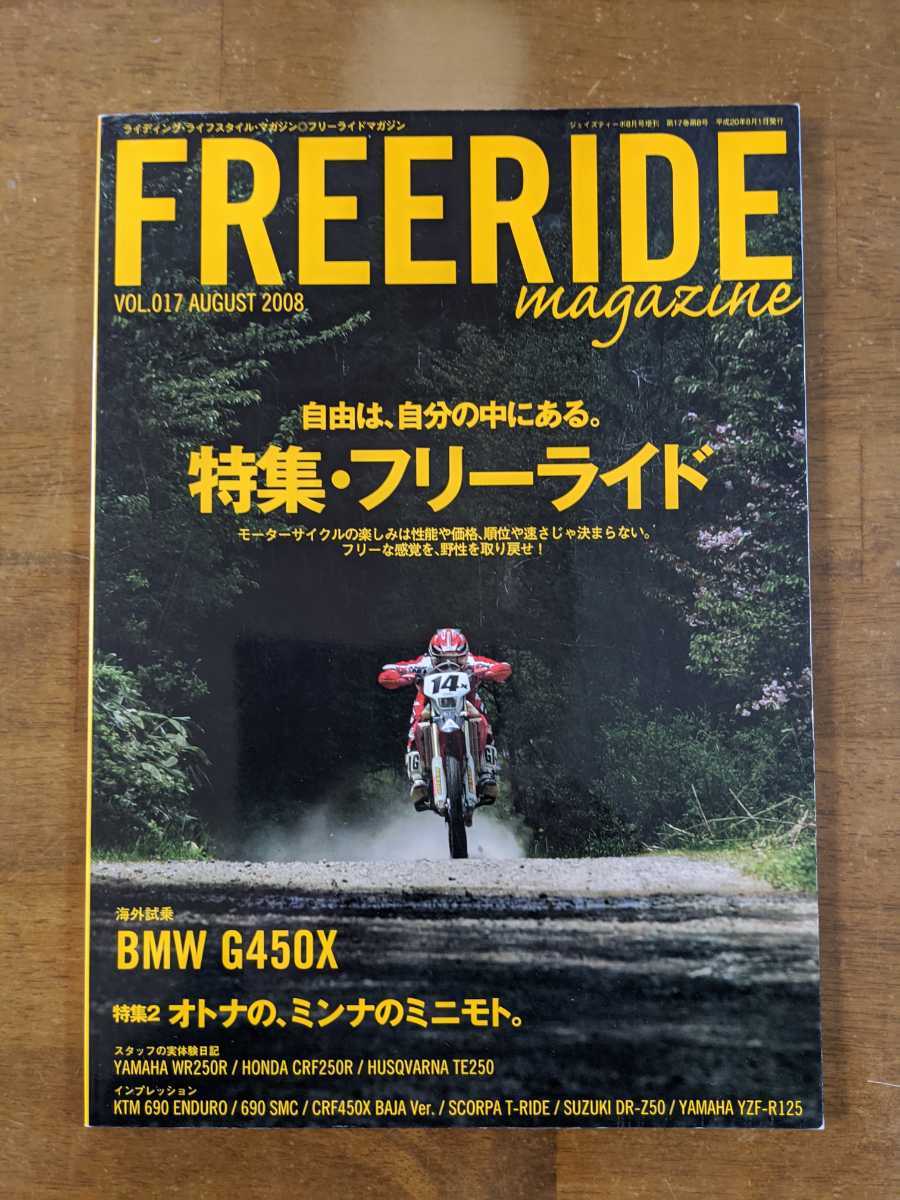 ライディング・ライフスタイル・マガジン◎フリーライドマガジン
ジェイズティーポ8月号増刊 第17巻第8号 平成20年8月1日発行
FREERIDE
magazine
VOL.017 AUGUST 2008
自由は、自分の中にある。
特集・フリーライド
モーターサイクルの楽しみは性能や価格、順位や速さじゃ決まらない。
フリーな感覚を、野性を取り戻せ！
14
海外試乗
BMW G450X
特集2 オトナの、ミンナのミニモト。
スタッフの実体験日記
YAMAHA WR250R / HONDA CRF250R / HUSQVARNA TE250
インプレッション
KTM 690 ENDURO / 690 SMC / CRF450X BAJA Ver. / SCORPA T-RIDE / SUZUKI DR-Z50 / YAMAHA YZF-R125